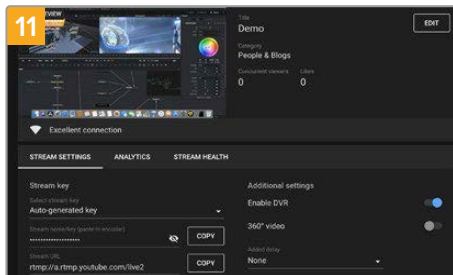 11
PREVIEW
Title
Demo
EDIT
Category
People & Blogs
Concurrent viewers Likes
0 0
Excellent connection
STREAM SETTINGS ANALYTICS STREAM HEALTH
Stream key
Additional settings
Select stream key
Auto-generated key
Enable DVR
Stream name/key (paste in encoder)
COPY
360° video
Stream URL
rtmp://a.rtmp.youtube.com/live2
COPY
Added delay
None